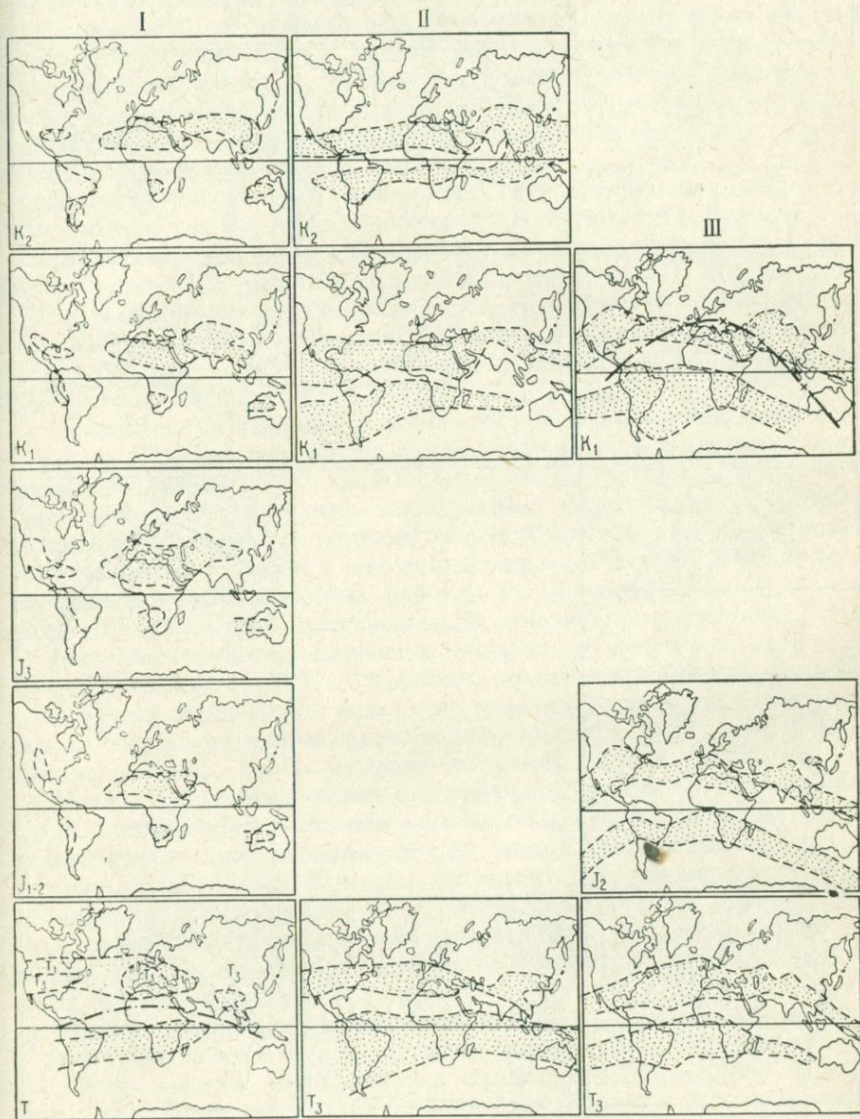 I II
K₂ K₂
III
K₁ K₁ K₁
J₃
J₁₋₂ J₂
T₃
T T₃ T₃